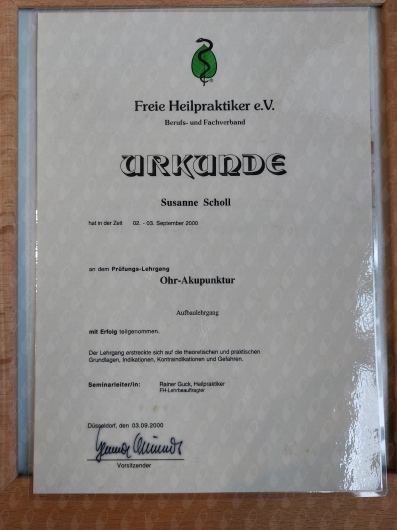 Freie Heilpraktiker e.V.
Berufs- und Fachverband
URKUNDE
Susanne Scholl
hat in der Zeit 02. - 03. September 2000
an dem Prüfungs-Lehrgang
Ohr-Akupunktur
Aufbaulehrgang
mit Erfolg teilgenommen.
Der Lehrgang erstreckte sich auf die theoretischen und praktischen
Grundlagen, Indikationen, Kontraindikationen und Gefahren.
Seminarleiter/in: Rainer Guck, Heilpraktiker
FH-Lehrbeauftragter
Düsseldorf, den 03.09.2000
Vorsitzender